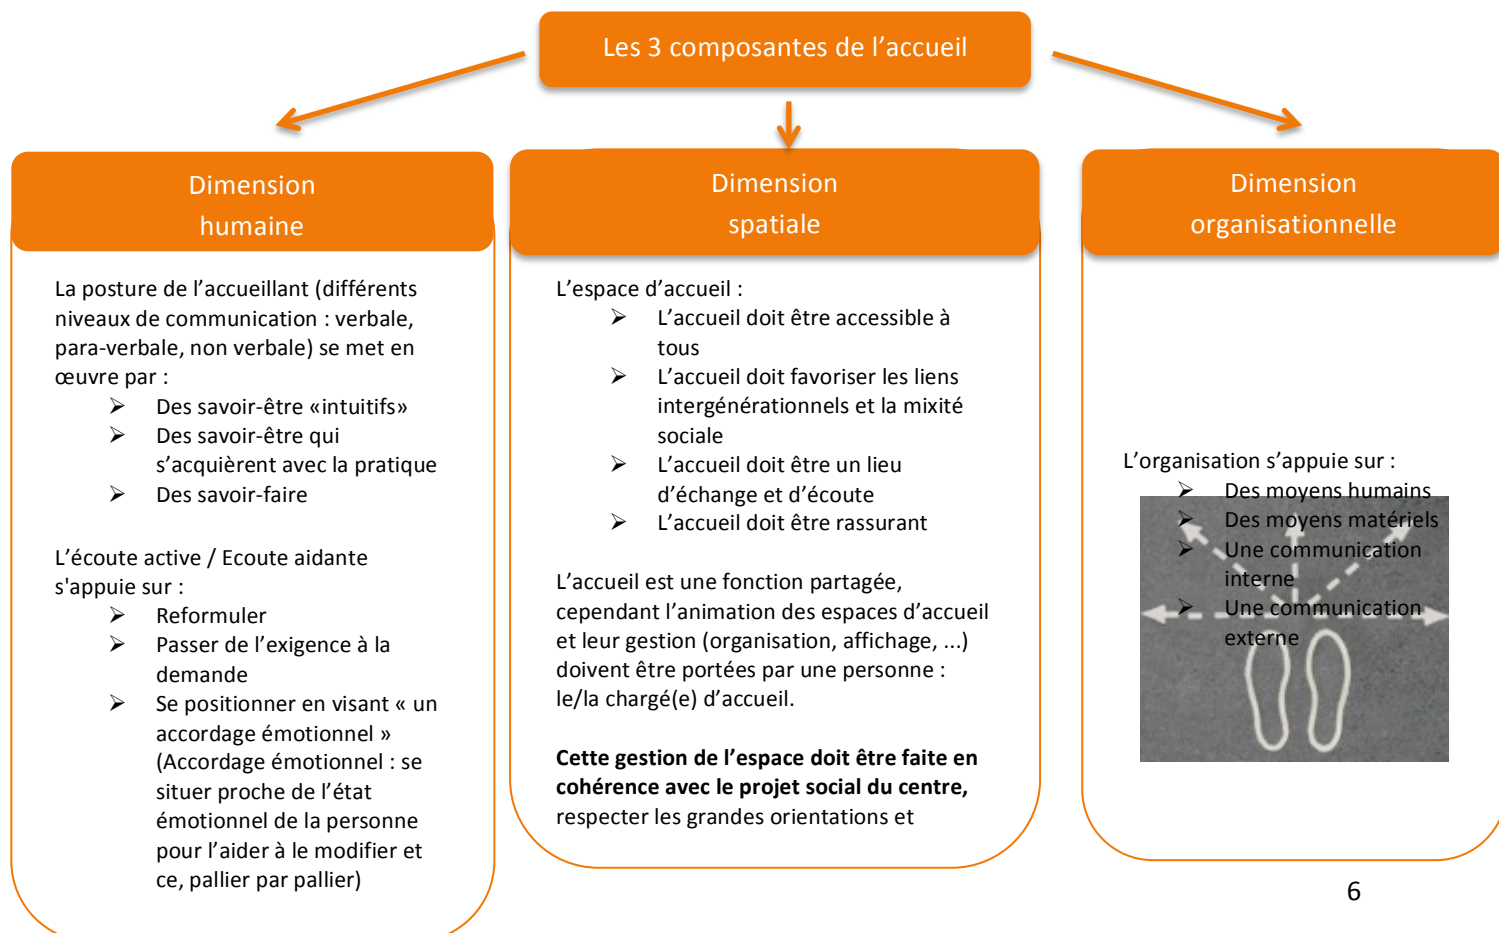 Les 3 composantes de l’accueil
Dimension
humaine
La posture de l’accueillant (différents
niveaux de communication : verbale,
para-verbale, non verbale) se met en
œuvre par :
➢ Des savoir-être «intuitifs»
➢ Des savoir-être qui
s’acquièrent avec la pratique
➢ Des savoir-faire
L’écoute active / Ecoute aidante
s'appuie sur :
➢ Reformuler
➢ Passer de l’exigence à la
demande
➢ Se positionner en visant « un
accordage émotionnel »
(Accordage émotionnel : se
situer proche de l’état
émotionnel de la personne
pour l’aider à le modifier et
ce, pallier par pallier)
Dimension
spatiale
L’espace d’accueil :
➢ L’accueil doit être accessible à
tous
➢ L’accueil doit favoriser les liens
intergénérationnels et la mixité
sociale
➢ L’accueil doit être un lieu
d’échange et d’écoute
➢ L’accueil doit être rassurant
L’accueil est une fonction partagée,
cependant l’animation des espaces d’accueil
et leur gestion (organisation, affichage, ...)
doivent être portées par une personne :
le/la chargé(e) d’accueil.
Cette gestion de l’espace doit être faite en
cohérence avec le projet social du centre,
respecter les grandes orientations et
Dimension
organisationnelle
L’organisation s’appuie sur :
➢ Des moyens humains
➢ Des moyens matériels
➢ Une communication
interne
➢ Une communication
externe
6